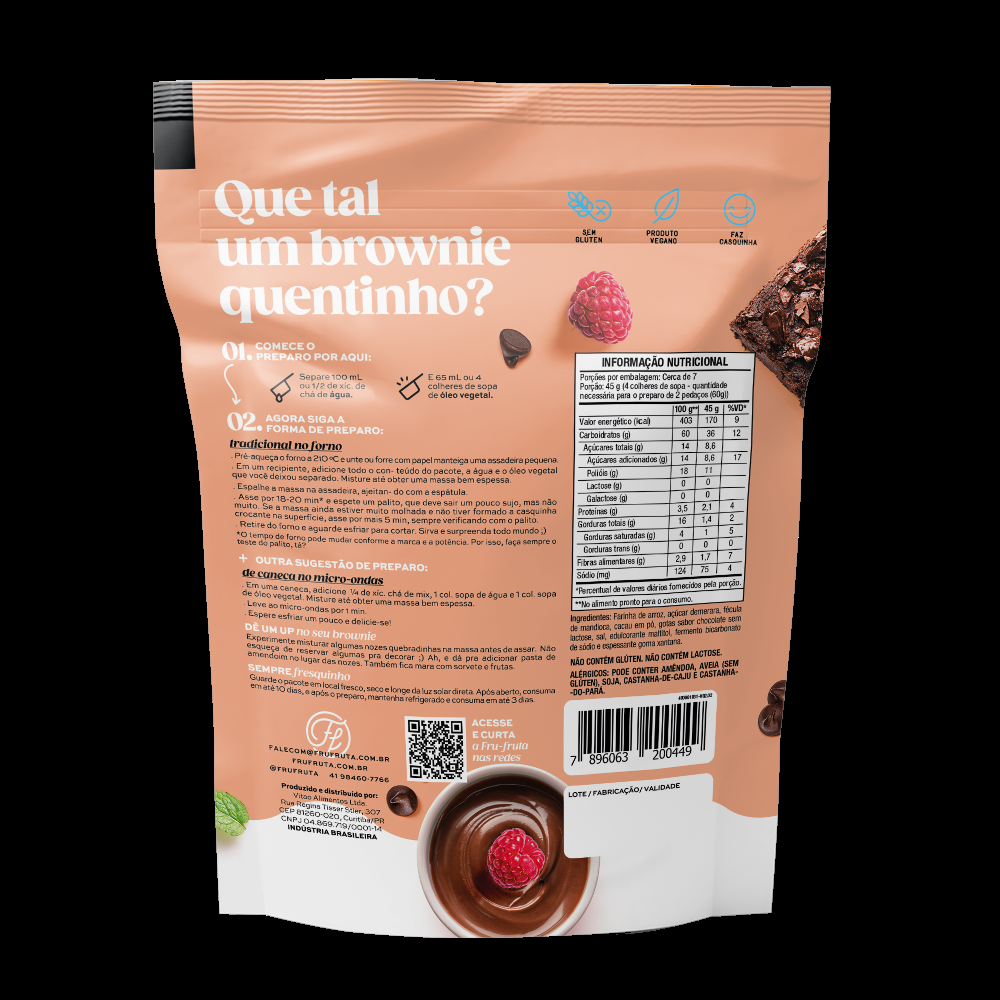 Que tal
um brownie
quentinho?
SEM
GLUTEN
PRODUTO
VEGANO
FAZ
CASQUINHA
01. COMECE O
PREPARO POR AQUI:
Separe 100 mL
ou 1/2 de xíc. de
chá de água.
E 65 mL ou 4
colheres de sopa
de óleo vegetal.
02. AGORA SIGA A
FORMA DE PREPARO:
tradicional no forno
. Pré-aqueça o forno a 210 ºC e unte ou forre com papel manteiga uma assadeira pequena.
. Em um recipiente, adicione todo o con- teúdo do pacote, a água e o óleo vegetal
que você deixou separado. Misture até obter uma massa bem espessa.
. Espalhe a massa na assadeira, ajeitan- do com a espátula.
. Asse por 18-20 min* e espete um palito, que deve sair um pouco sujo, mas não
muito. Se a massa ainda estiver muito molhada e não tiver formado a casquinha
crocante na superfície, asse por mais 5 min, sempre verificando com o palito.
. Retire do forno e aguarde esfriar para cortar. Sirva e surpreenda todo mundo ;)
*O tempo de forno pode mudar conforme a marca e a potência. Por isso, faça sempre o
teste do palito, tá?
+ OUTRA SUGESTÃO DE PREPARO:
de caneca no micro-ondas
. Em uma caneca, adicione ¼ de xíc. chá de mix, 1 col. sopa de água e 1 col. sopa
de óleo vegetal. Misture até obter uma massa bem espessa.
. Leve ao micro-ondas por 1 min.
. Espere esfriar um pouco e delicie-se!
DÊ UM UP no seu brownie
Experimente misturar algumas nozes quebradinhas na massa antes de assar. Não
esqueça de reservar algumas pra decorar ;) Ah, e dá pra adicionar pasta de
amendoim no lugar das nozes. Também fica mara com sorvete e frutas.
SEMPRE fresquinho
Guarde o pacote em local fresco, seco e longe da luz solar direta. Após aberto, consuma
em até 10 dias, e após o preparo, mantenha refrigerado e consuma em até 3 dias.
INFORMAÇÃO NUTRICIONAL
Porções por embalagem: Cerca de 7
Porção: 45 g (4 colheres de sopa - quantidade
necessária para o preparo de 2 pedaços (60g))
100 g** 45 g %VD*
Valor energético (kcal) 403 170 9
Carboidratos (g) 60 36 12
Açúcares totais (g) 14 8,6
Açúcares adicionados (g) 14 8,6 17
Polióis (g) 18 11
Lactose (g) 0 0
Galactose (g) 0 0
Proteínas (g) 3,5 2,1 4
Gorduras totais (g) 16 1,4 2
Gorduras saturadas (g) 4 1 5
Gorduras trans (g) 0 0 0
Fibras alimentares (g) 2,9 1,7 7
Sódio (mg) 124 75 4
*Percentual de valores diários fornecidos pela porção.
**No alimento pronto para o consumo.
Ingredientes: Farinha de arroz, açúcar demerara, fécula
de mandioca, cacau em pó, gotas sabor chocolate sem
lactose, sal, edulcorante maltitol, fermento bicarbonato
de sódio e espessante goma xantana.
NÃO CONTÉM GLÚTEN. NÃO CONTÉM LACTOSE.
ALÉRGICOS: PODE CONTER AMÊNDOA, AVEIA (SEM
GLÚTEN), SOJA, CASTANHA-DE-CAJU E CASTANHA-
-DO-PARÁ.
7 896063 200449
LOTE / FABRICAÇÃO/ VALIDADE
ACESSE
E CURTA
a Fru-fruta
nas redes
FALECOM@FRUFRUTA.COM.BR
FRUFRUTA.COM.BR
@FRUFRUTA 41 98460-7766
Produzido e distribuído por:
Vitao Alimentos Ltda.
Rua Régina Tisser Stier, 307
CEP 81260-020, Curitiba/PR
CNPJ 04.869.719/0001-14
INDÚSTRIA BRASILEIRA